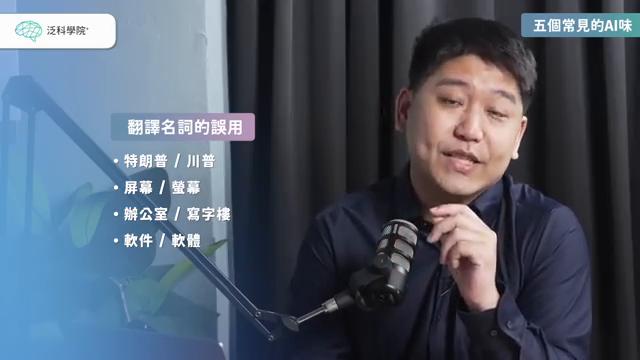 泛科學院
五個常見的AI味
翻譯名詞的誤用
• 特朗普 / 川普
• 屏幕 / 螢幕
• 辦公室 / 寫字樓
• 軟件 / 軟體